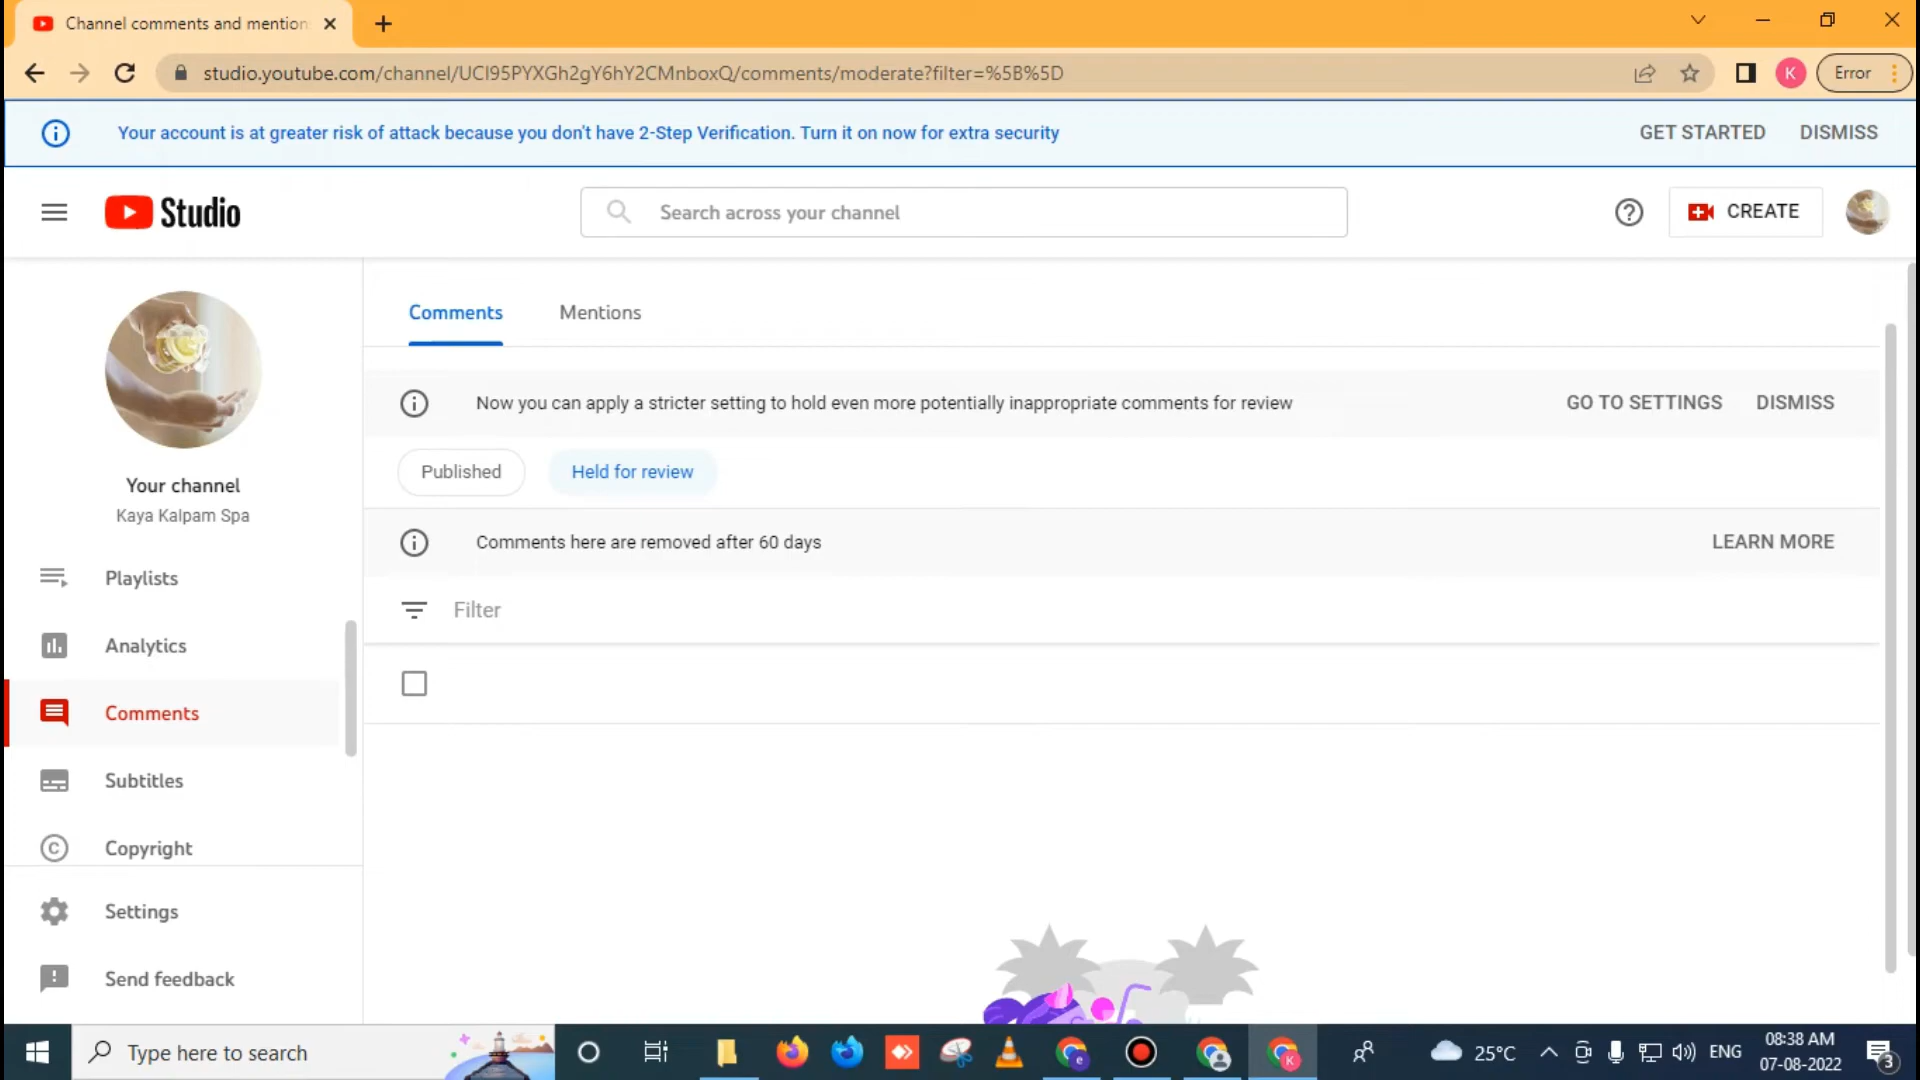 Channel comments and mention
studio.youtube.com/channel/UCI95PYXGh2gY6hY2CMnboxQ/comments/moderate?filter=%5B%5D
K
Error
Your account is at greater risk of attack because you don't have 2-Step Verification. Turn it on now for extra security
GET STARTED
DISMISS
Studio
Search across your channel
CREATE
Your channel
Kaya Kalpam Spa
Playlists
Analytics
Comments
Subtitles
Copyright
Settings
Send feedback
Comments
Mentions
Now you can apply a stricter setting to hold even more potentially inappropriate comments for review
GO TO SETTINGS
DISMISS
Published
Held for review
Comments here are removed after 60 days
LEARN MORE
Filter
Type here to search
25°C
ENG
08:38 AM
07-08-2022
3